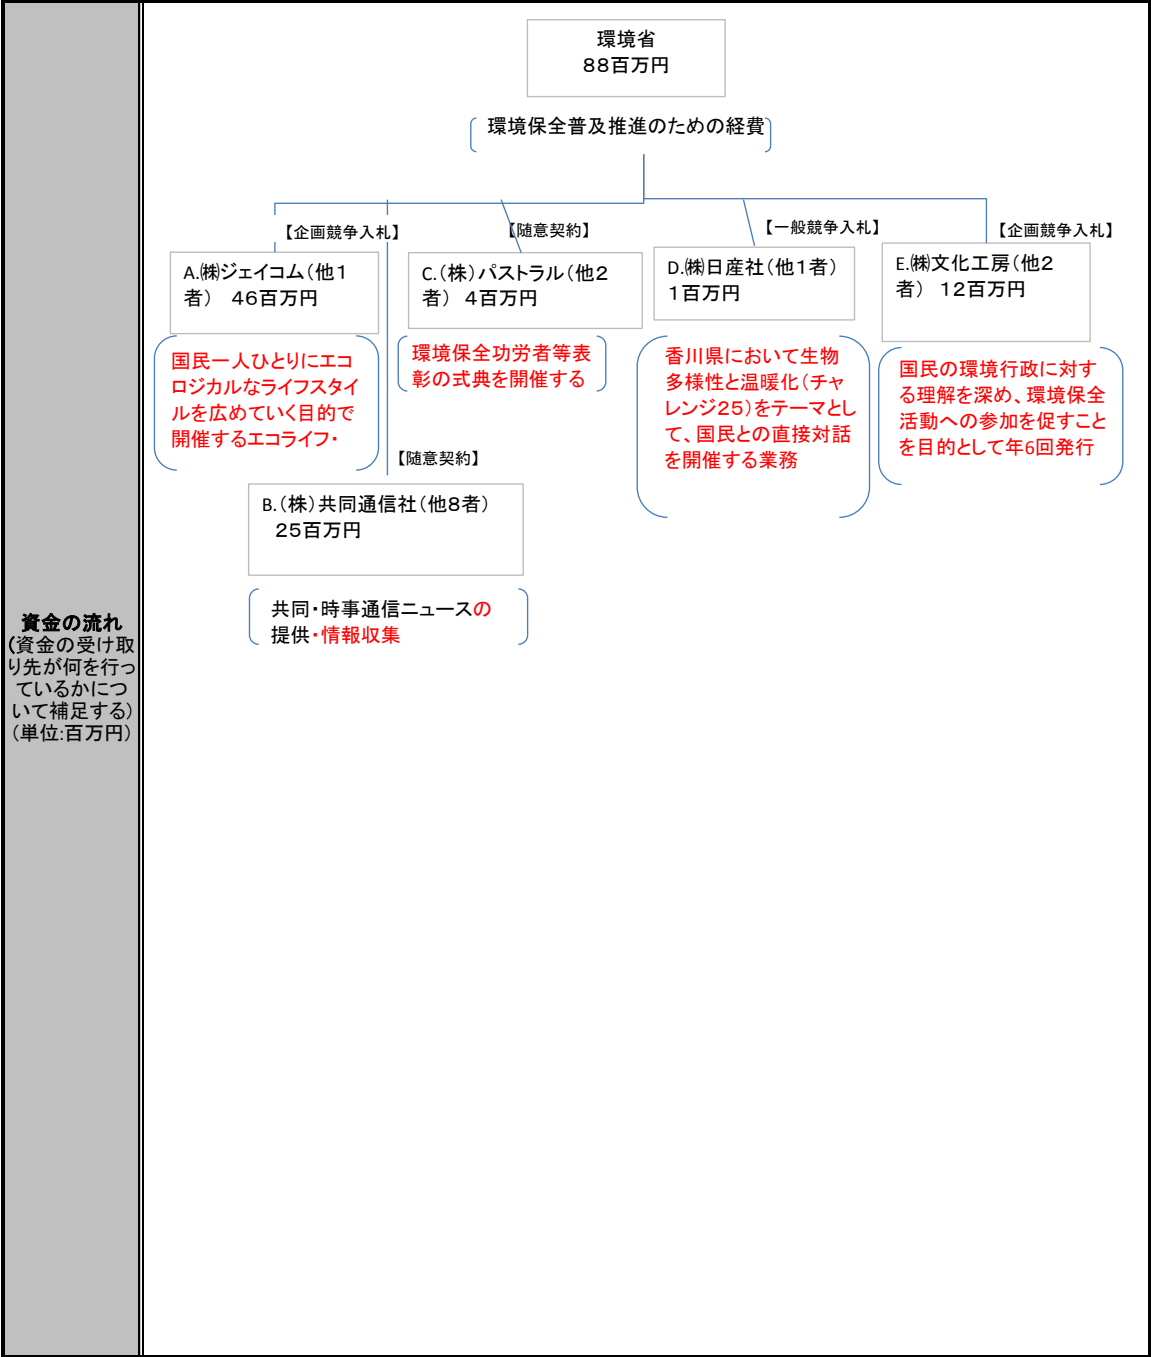 資金の流れ
(資金の受け取
り先が何を行っ
ているかにつ
いて補足する)
(単位:百万円)
環境省
88百万円
環境保全普及推進のための経費
【企画競争入札】
A.㈱ジェイコム(他1
者) 46百万円
国民一人ひとりにエコ
ロジカルなライフスタイ
ルを広めていく目的で
開催するエコライフ・
【随意契約】
B.(株)共同通信社(他8者)
25百万円
共同・時事通信ニュースの
提供・情報収集
【随意契約】
C.(株)パストラル(他2
者) 4百万円
環境保全功労者等表
彰の式典を開催する
【一般競争入札】
D.㈱日産社(他1者)
1百万円
香川県において生物
多様性と温暖化(チャ
レンジ25)をテーマとし
て、国民との直接対話
を開催する業務
【企画競争入札】
E.㈱文化工房(他2
者) 12百万円
国民の環境行政に対す
る理解を深め、環境保全
活動への参加を促すこと
を目的として年6回発行